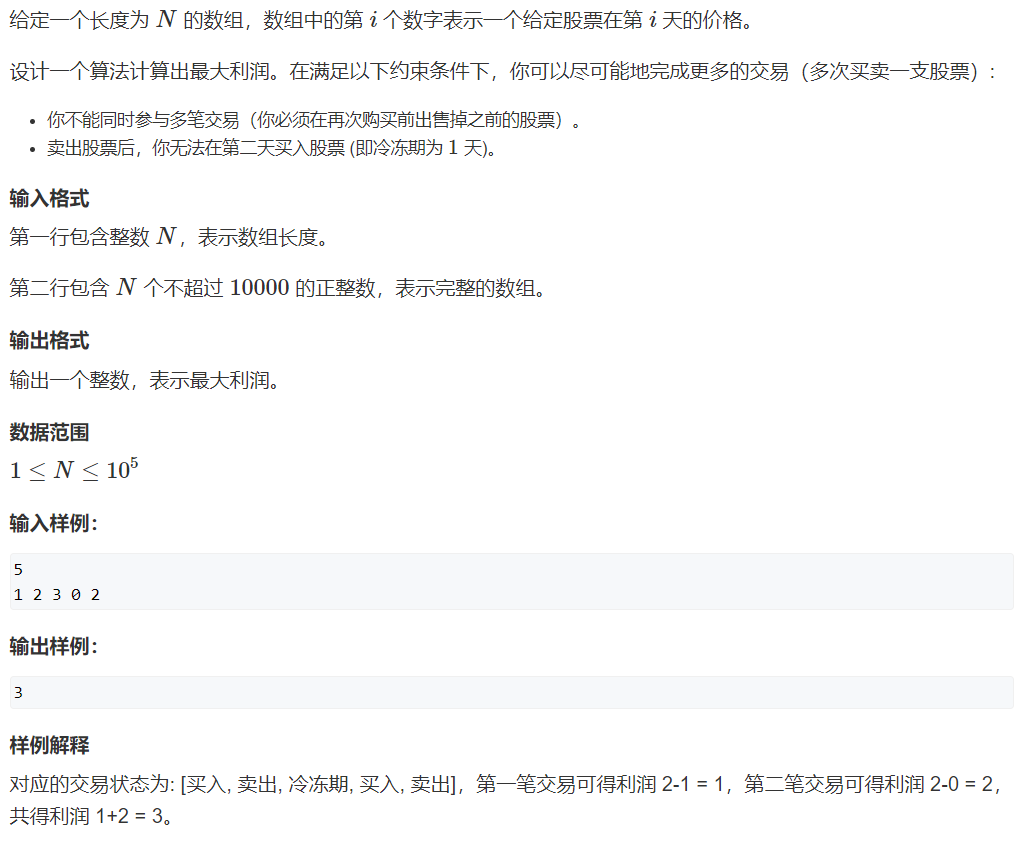 给定一个长度为 N 的数组，数组中的第 i 个数字表示一个给定股票在第 i 天的价格。
设计一个算法计算出最大利润。在满足以下约束条件下，你可以尽可能地完成更多的交易（多次买卖一支股票）:
• 你不能同时参与多笔交易（你必须在再次购买前出售掉之前的股票）。
• 卖出股票后，你无法在第二天买入股票 (即冷冻期为 1 天)。
输入格式
第一行包含整数 N，表示数组长度。
第二行包含 N 个不超过 10000 的正整数，表示完整的数组。
输出格式
输出一个整数，表示最大利润。
数据范围
1 ≤ N ≤ 10⁵
输入样例：
5
1 2 3 0 2
输出样例：
3
样例解释
对应的交易状态为: [买入, 卖出, 冷冻期, 买入, 卖出]，第一笔交易可得利润 2-1 = 1，第二笔交易可得利润 2-0 = 2，
共得利润 1+2 = 3。